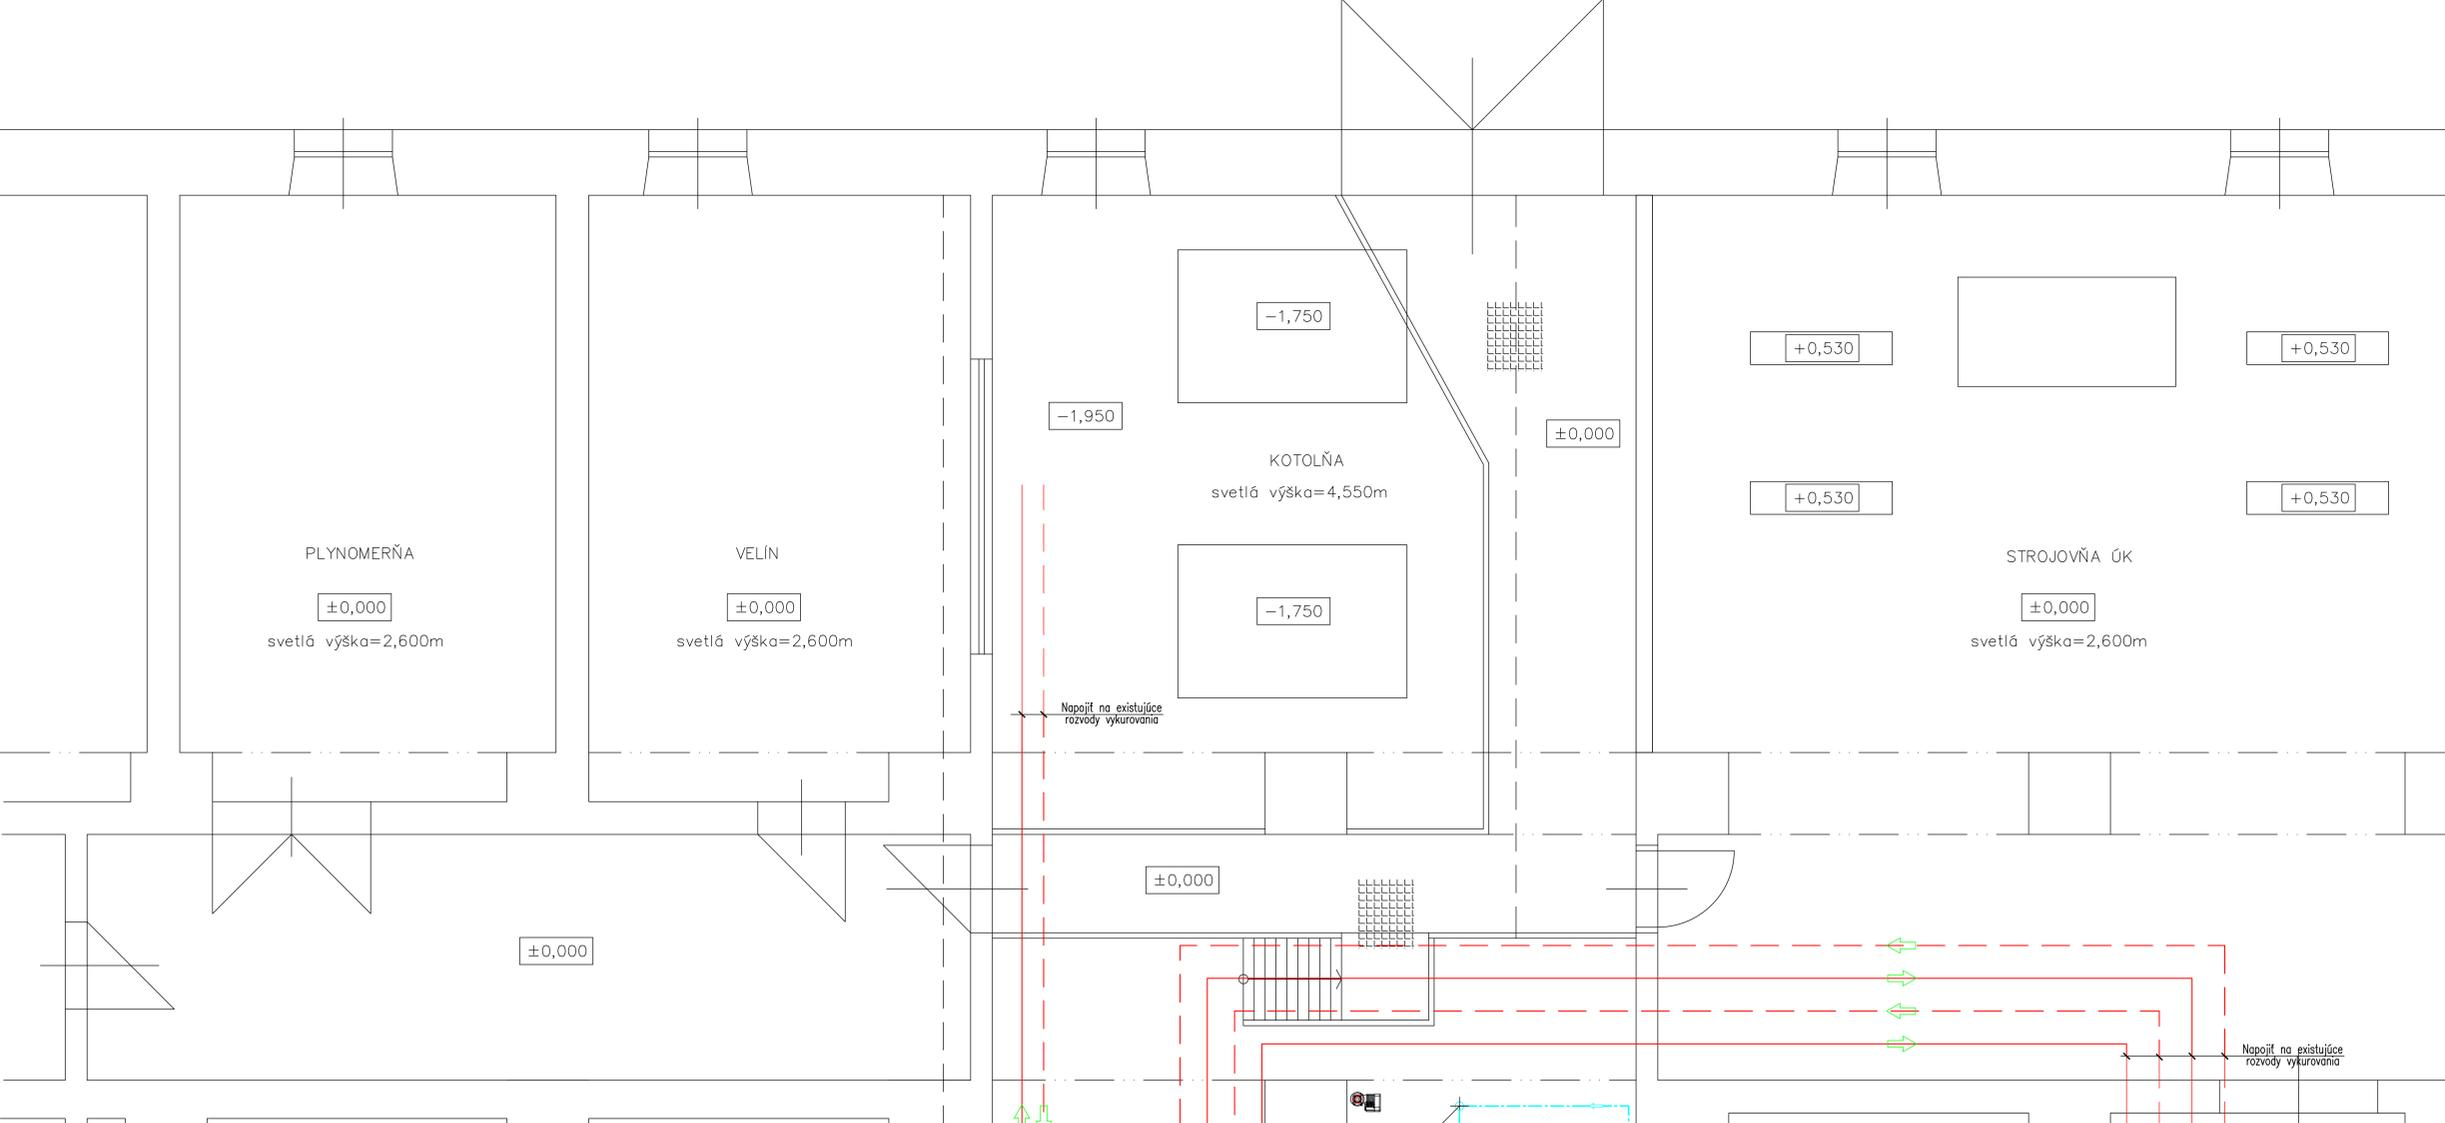 -1,750
+0,530
+0,530
-1,950
±0,000
KOTOLŇA
svetlá výška=4,550m
+0,530
+0,530
PLYNOMERŇA
VELÍN
STROJOVŇA ÚK
±0,000
±0,000
-1,750
±0,000
svetlá výška=2,600m
svetlá výška=2,600m
svetlá výška=2,600m
Napojiť na existujúce
rozvody vykurovania
±0,000
±0,000
Napojiť na existujúce
rozvody vykurovania